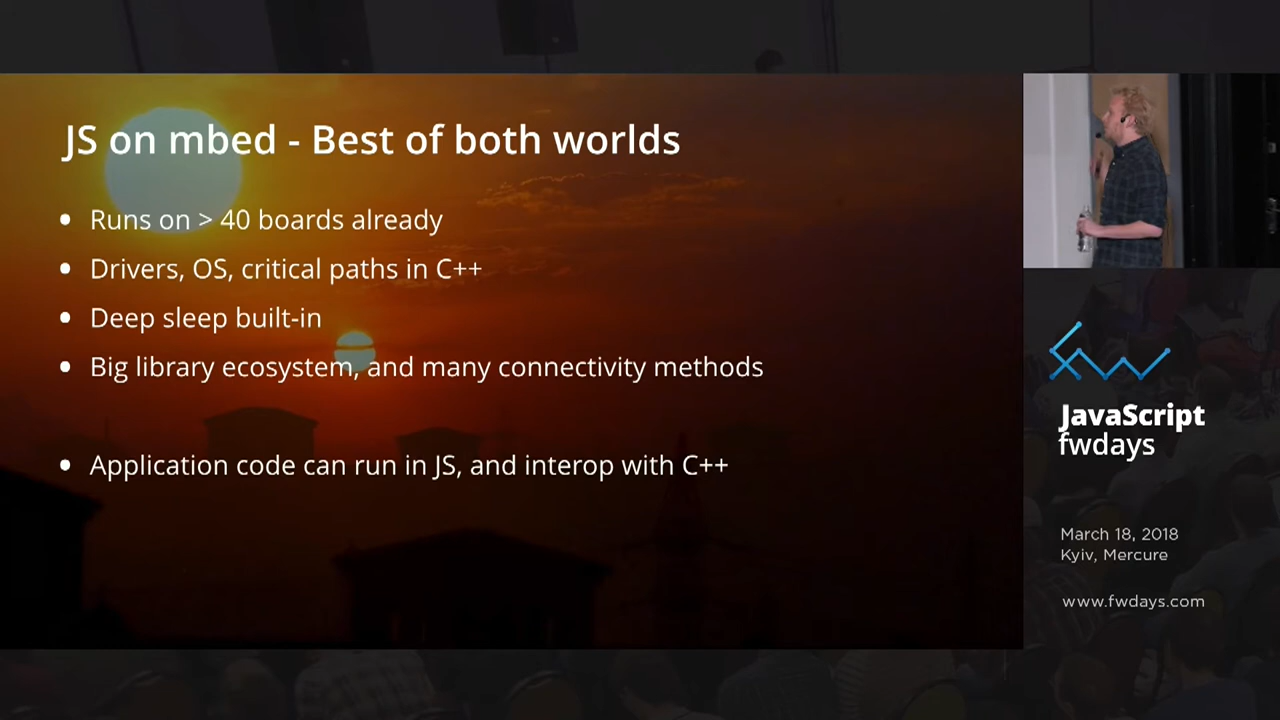 JS on mbed - Best of both worlds
• Runs on > 40 boards already
• Drivers, OS, critical paths in C++
• Deep sleep built-in
• Big library ecosystem, and many connectivity methods
• Application code can run in JS, and interop with C++
JavaScript
fwdays
March 18, 2018
Kyiv, Mercure
www.fwdays.com